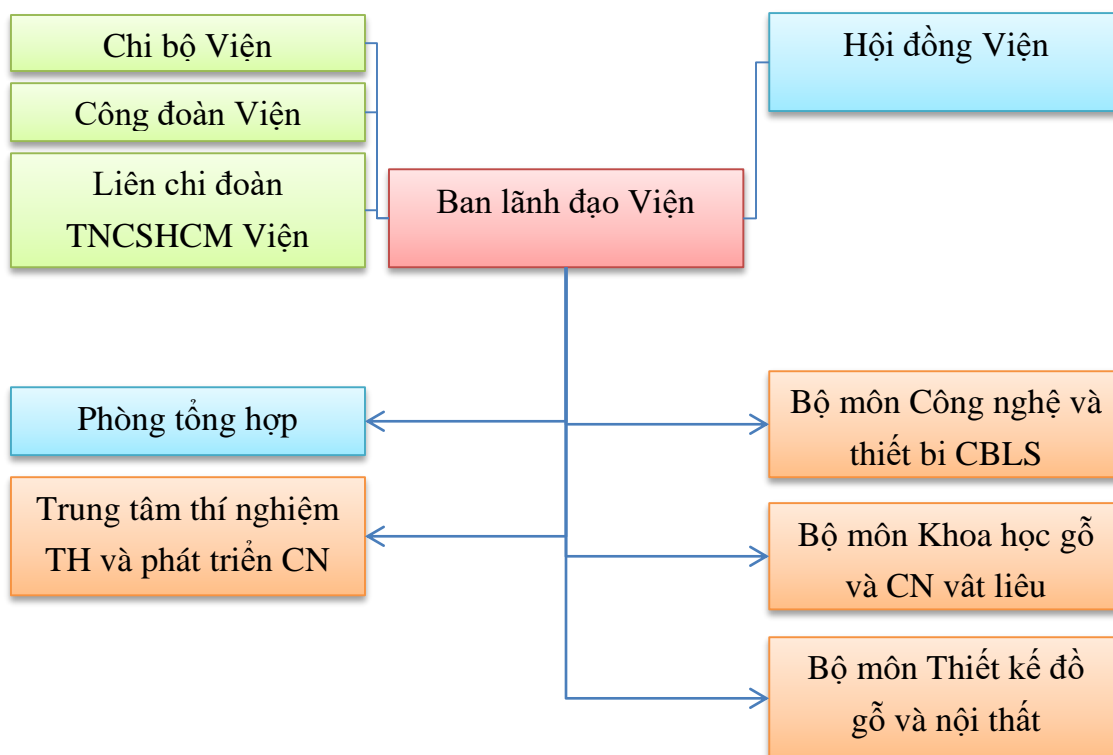 Chi bộ Viện
Công đoàn Viện
Liên chi đoàn
TNCSHCM Viện
Hội đồng Viện
Ban lãnh đạo Viện
Phòng tổng hợp
Trung tâm thí nghiệm
TH và phát triển CN
Bộ môn Công nghệ và
thiết bi CBLS
Bộ môn Khoa học gỗ
và CN vât liêu
Bộ môn Thiết kế đồ
gỗ và nội thất